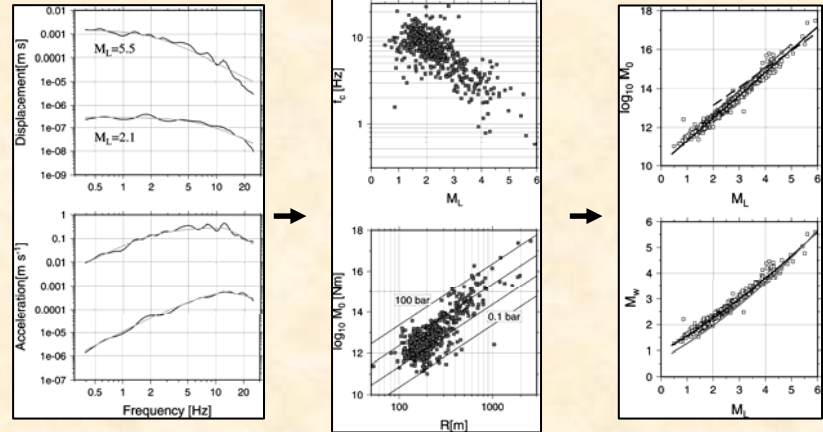 Displacement[m s]
0.01
0.001
0.0001
1e-05
1e-06
1e-07
1e-08
1e-09
M_L=5.5
M_L=2.1
0.5 1 2 5 10 20
Acceleration[m s⁻¹]
1
0.1
0.01
0.001
0.0001
1e-05
1e-06
1e-07
0.5 1 2 5 10 20
Frequency [Hz]
f_c [Hz]
10
1
0 1 2 3 4 5 6
M_L
log₁₀ M₀ [Nm]
18
16
14
12
10
100 bar
0.1 bar
100 1000
R[m]
log₁₀ M₀
18
16
14
12
10
0 1 2 3 4 5 6
M_L
M_w
6
5
4
3
2
1
0
0 1 2 3 4 5 6
M_L